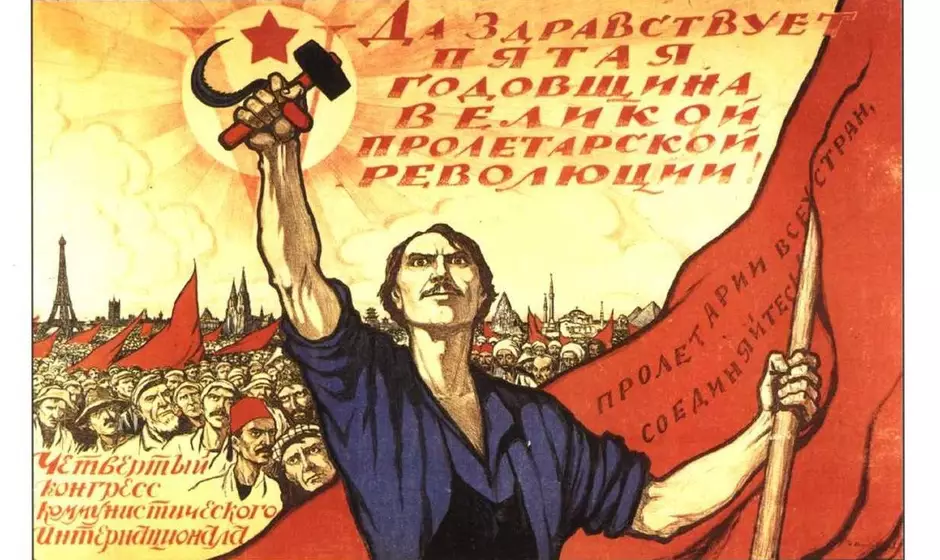 ДА ЗДРАВСТВУЕТ
ПЯТАЯ
ГОДОВЩИНА
ВЕЛИКОЙ
ПРОЛЕТАРСКОЙ
РЕВОЛЮЦИИ!
ПРОЛЕТАРИИ ВСЕХ СТРАН,
СОЕДИНЯЙТЕСЬ!
ЧЕТВЕРТЫЙ
КОНГРЕСС
КОММУНИСТИЧЕСКОГО
ИНТЕРНАЦИОНАЛА